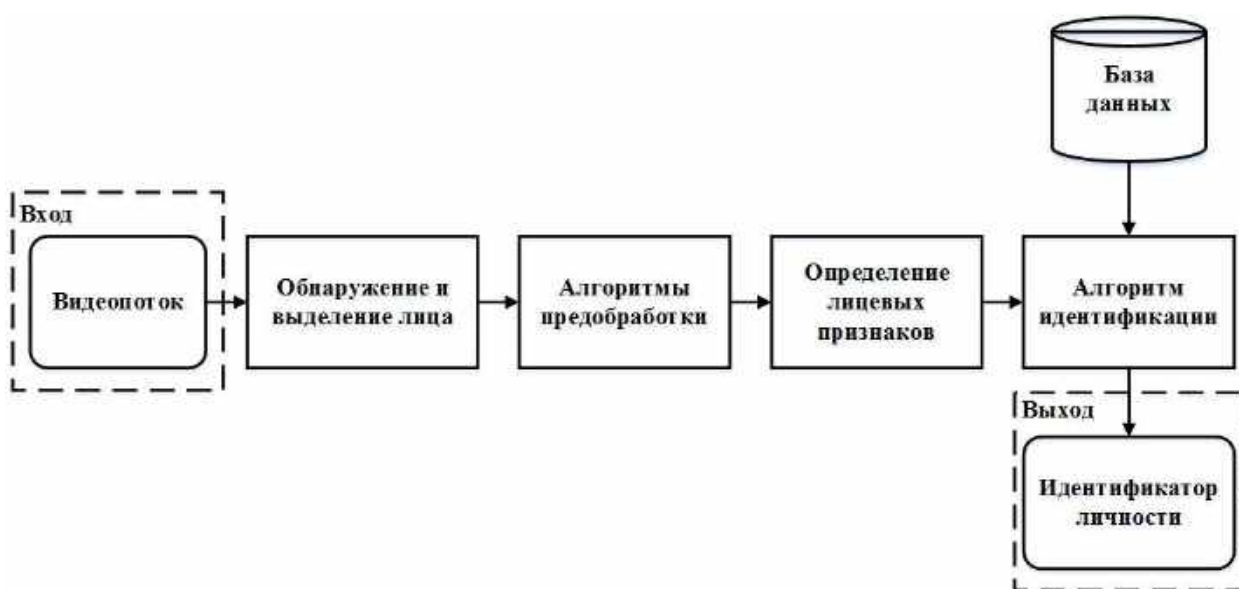 База
данных
Вход
Видеопоток
Обнаружение и
выделение лица
Алгоритмы
предобработки
Определение
лицевых
признаков
Алгоритм
идентификации
Выход
Идентификатор
личности